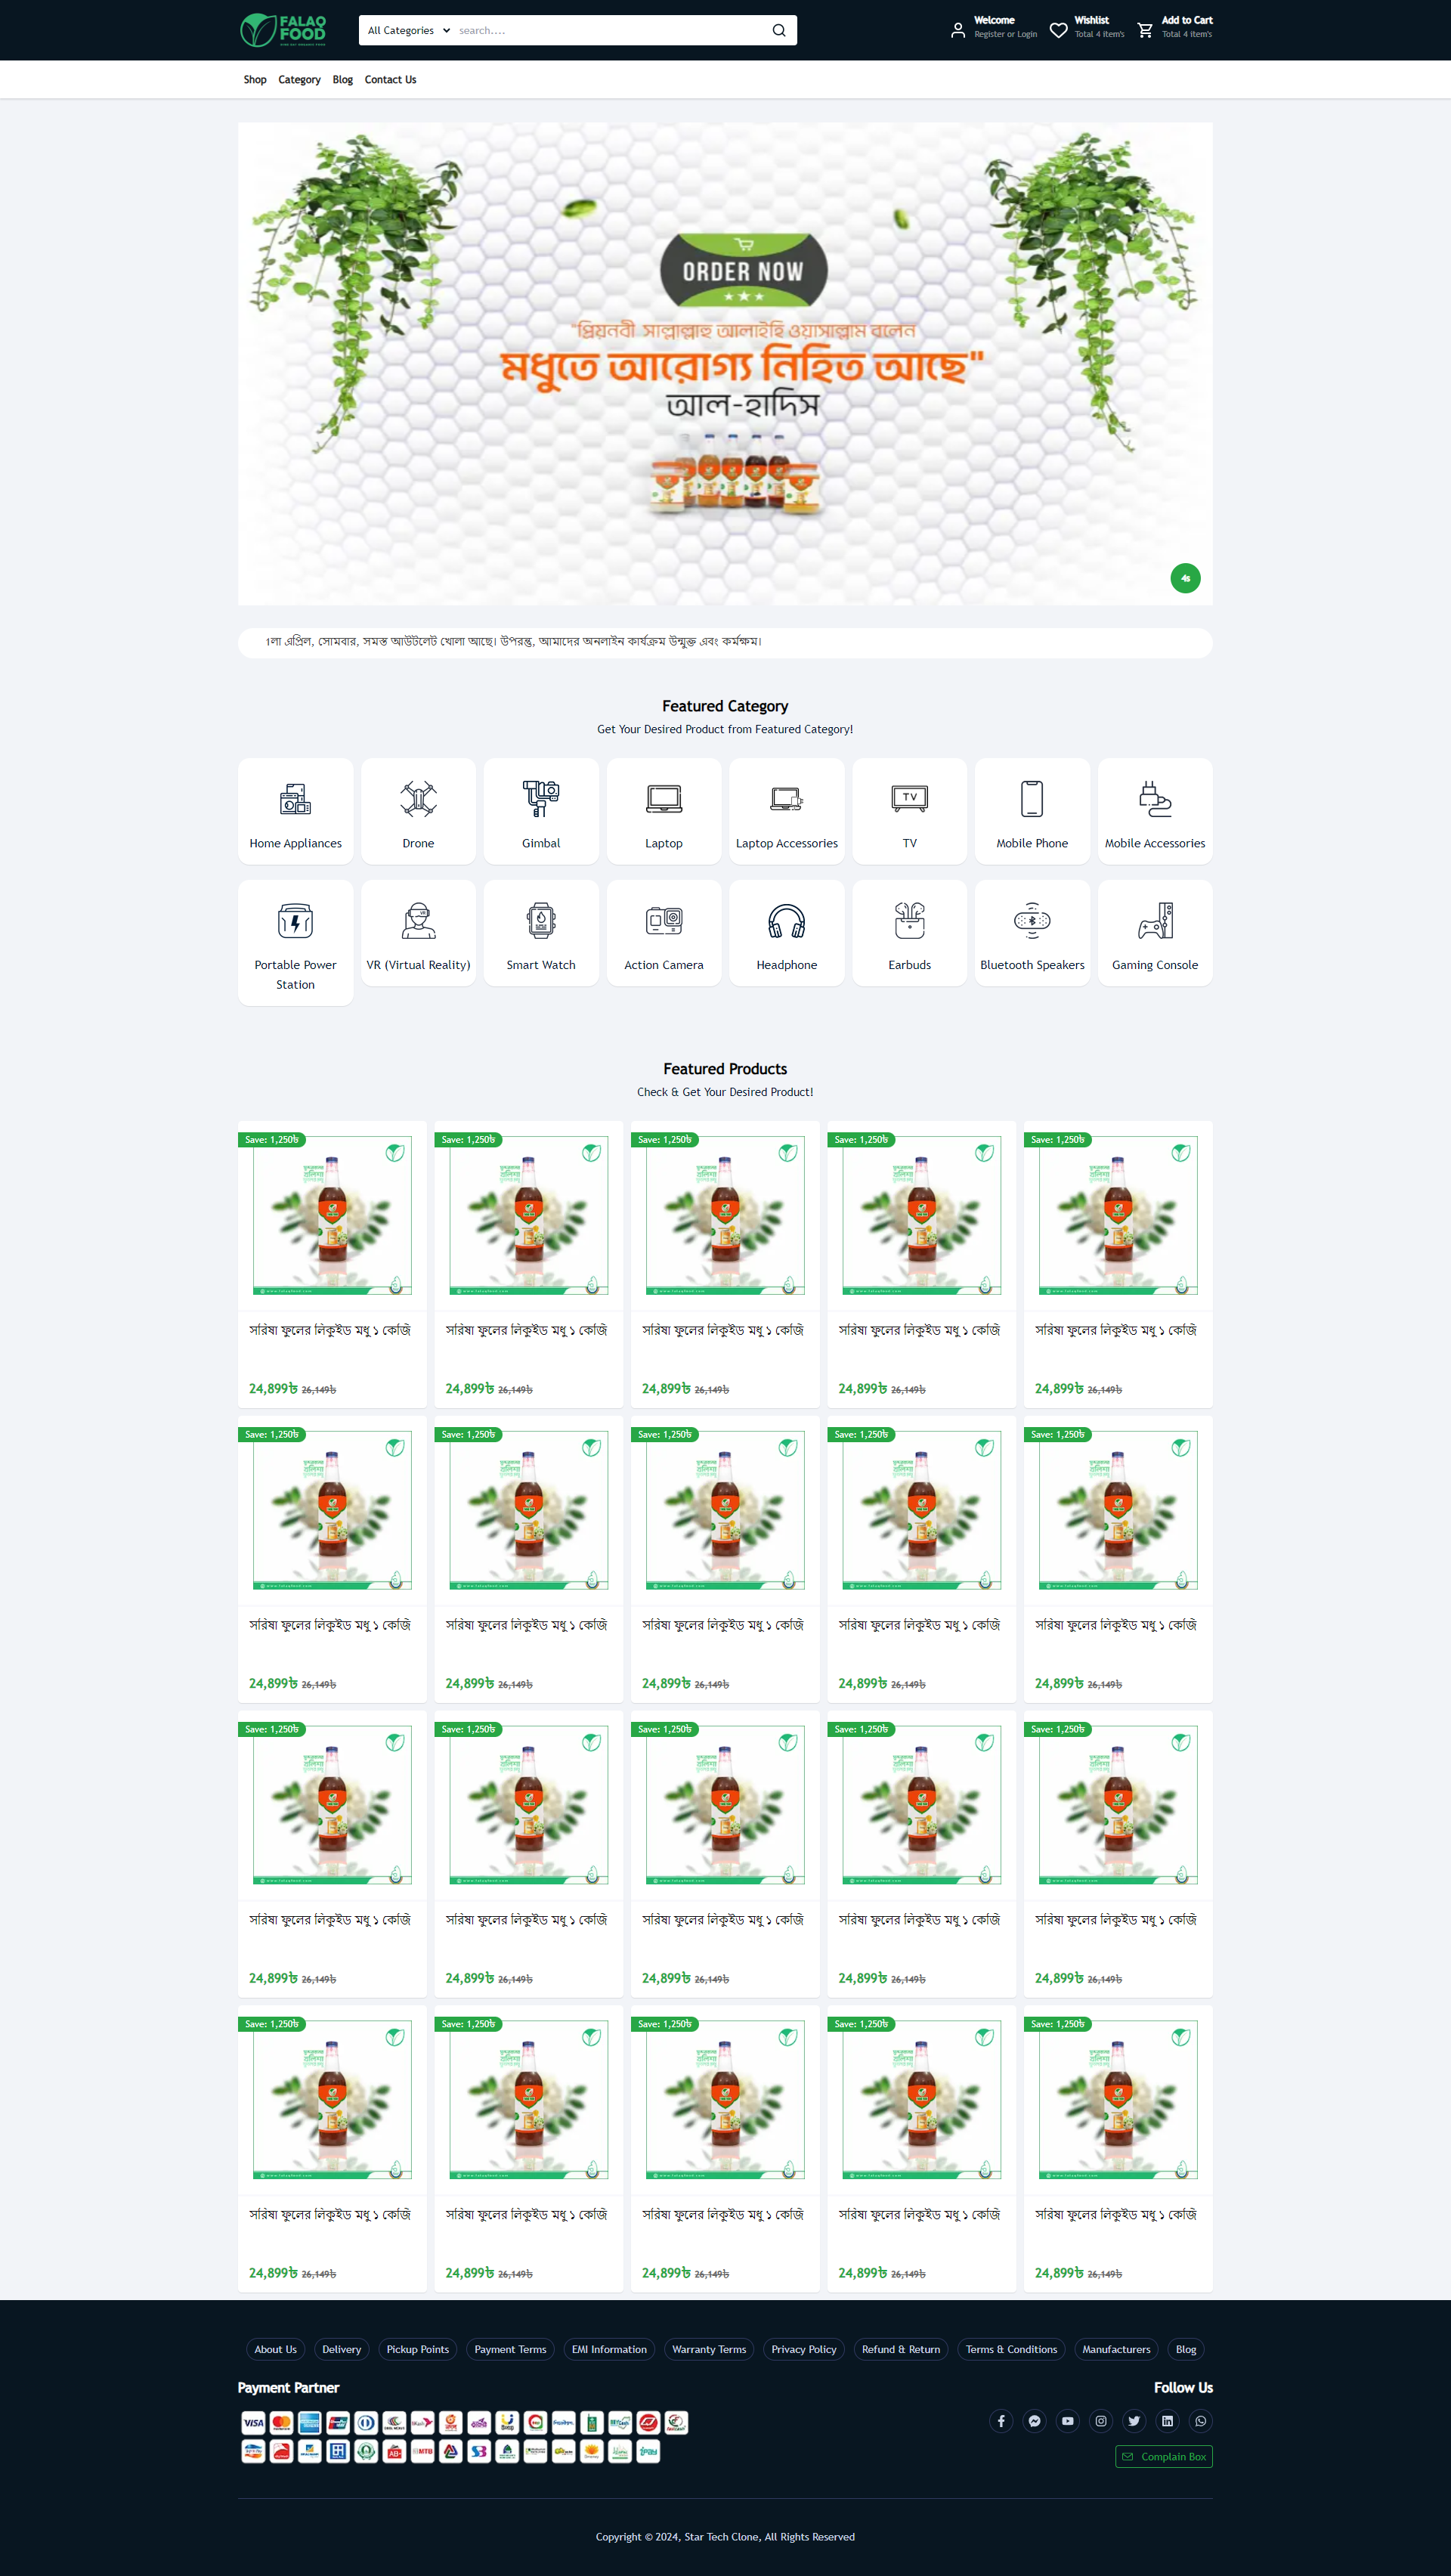 FALAQ
FOOD
All Categories
search....
Welcome
Register or Login
Wishlist
Total 4 item's
Add to Cart
Total 4 item's
Shop
Category
Blog
Contact Us
ORDER NOW
"প্রিয়নবী সাল্লাল্লাহু আলাইহি ওয়াসাল্লাম বলেন
মধুতে আরোগ্য নিহিত আছে"
আল-হাদিস
4s
1লা এপ্রিল, সোমবার, সমস্ত আউটলেট খোলা আছে। উপরন্তু, আমাদের অনলাইন কার্যক্রম উন্মুক্ত এবং কর্মক্ষম।
Featured Category
Get Your Desired Product from Featured Category!
Home Appliances
Drone
Gimbal
Laptop
Laptop Accessories
TV
Mobile Phone
Mobile Accessories
Portable Power
Station
VR (Virtual Reality)
Smart Watch
Action Camera
Headphone
Earbuds
Bluetooth Speakers
Gaming Console
Featured Products
Check & Get Your Desired Product!
Save: 1,250৳
Save: 1,250৳
Save: 1,250৳
Save: 1,250৳
Save: 1,250৳
সরিষা ফুলের লিকুইড মধু ১ কেজি
সরিষা ফুলের লিকুইড মধু ১ কেজি
সরিষা ফুলের লিকুইড মধু ১ কেজি
সরিষা ফুলের লিকুইড মধু ১ কেজি
সরিষা ফুলের লিকুইড মধু ১ কেজি
24,899৳ 26,149৳
24,899৳ 26,149৳
24,899৳ 26,149৳
24,899৳ 26,149৳
24,899৳ 26,149৳
Save: 1,250৳
Save: 1,250৳
Save: 1,250৳
Save: 1,250৳
Save: 1,250৳
সরিষা ফুলের লিকুইড মধু ১ কেজি
সরিষা ফুলের লিকুইড মধু ১ কেজি
সরিষা ফুলের লিকুইড মধু ১ কেজি
সরিষা ফুলের লিকুইড মধু ১ কেজি
সরিষা ফুলের লিকুইড মধু ১ কেজি
24,899৳ 26,149৳
24,899৳ 26,149৳
24,899৳ 26,149৳
24,899৳ 26,149৳
24,899৳ 26,149৳
Save: 1,250৳
Save: 1,250৳
Save: 1,250৳
Save: 1,250৳
Save: 1,250৳
সরিষা ফুলের লিকুইড মধু ১ কেজি
সরিষা ফুলের লিকুইড মধু ১ কেজি
সরিষা ফুলের লিকুইড মধু ১ কেজি
সরিষা ফুলের লিকুইড মধু ১ কেজি
সরিষা ফুলের লিকুইড মধু ১ কেজি
24,899৳ 26,149৳
24,899৳ 26,149৳
24,899৳ 26,149৳
24,899৳ 26,149৳
24,899৳ 26,149৳
Save: 1,250৳
Save: 1,250৳
Save: 1,250৳
Save: 1,250৳
Save: 1,250৳
সরিষা ফুলের লিকুইড মধু ১ কেজি
সরিষা ফুলের লিকুইড মধু ১ কেজি
সরিষা ফুলের লিকুইড মধু ১ কেজি
সরিষা ফুলের লিকুইড মধু ১ কেজি
সরিষা ফুলের লিকুইড মধু ১ কেজি
24,899৳ 26,149৳
24,899৳ 26,149৳
24,899৳ 26,149৳
24,899৳ 26,149৳
24,899৳ 26,149৳
About Us
Delivery
Pickup Points
Payment Terms
EMI Information
Warranty Terms
Privacy Policy
Refund & Return
Terms & Conditions
Manufacturers
Blog
Payment Partner
Follow Us
VISA
MTB
Complain Box
Copyright © 2024, Star Tech Clone, All Rights Reserved